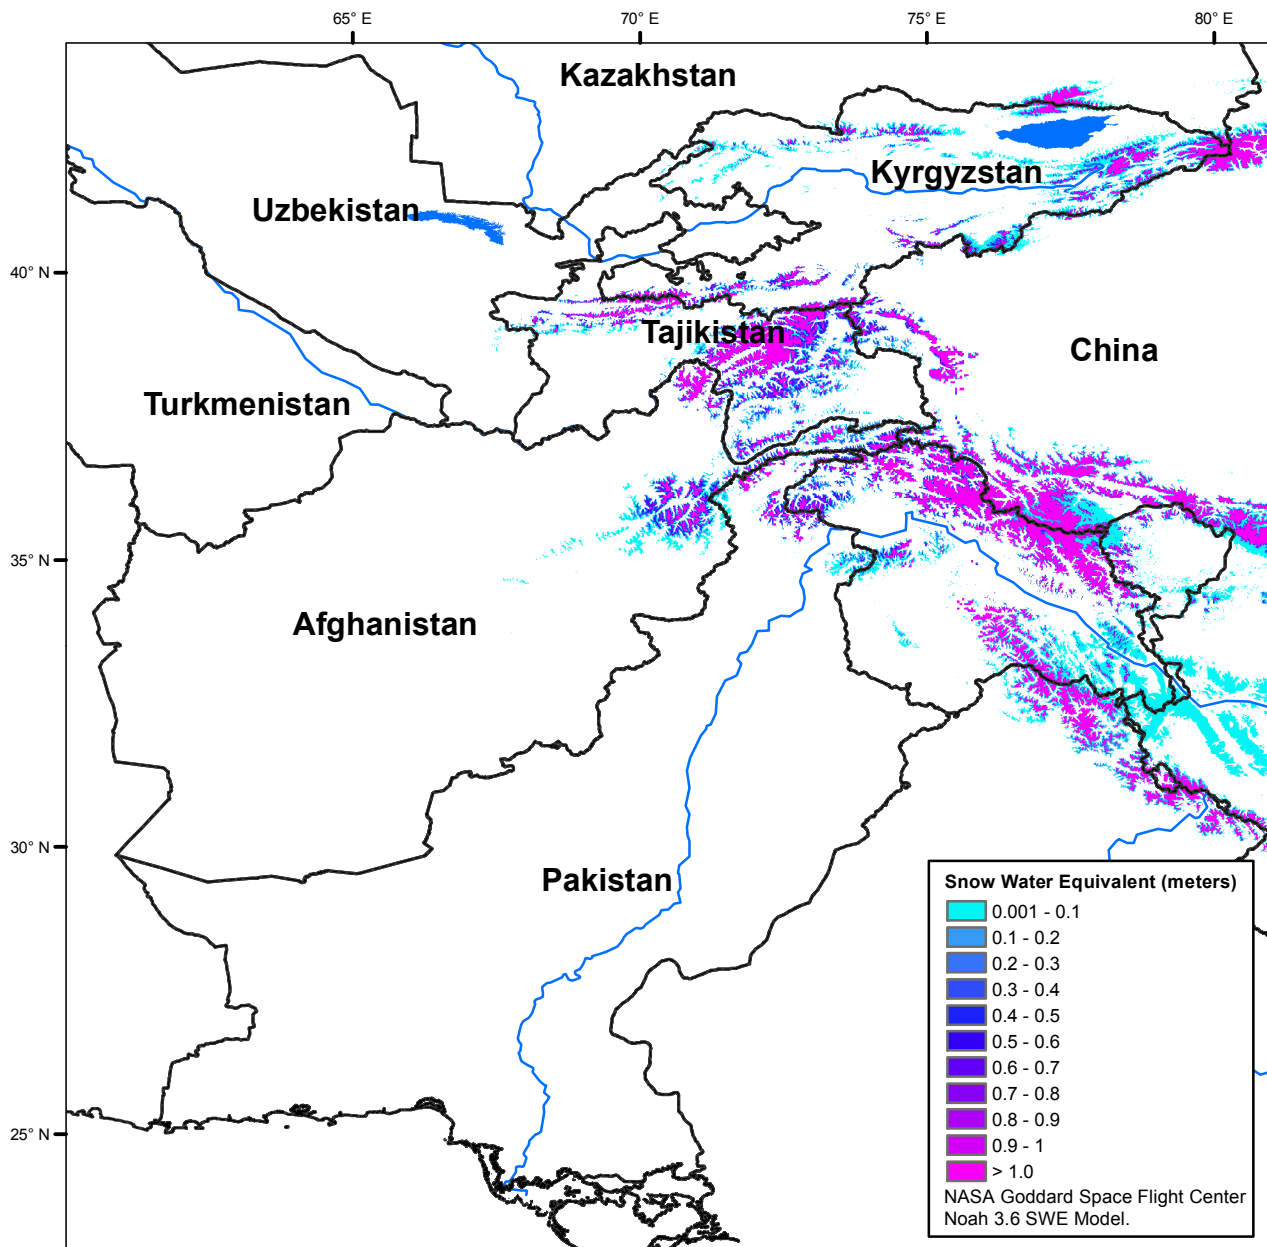 65° E
70° E
75° E
80° E
Kazakhstan
Kyrgyzstan
Uzbekistan
40° N
Tajikistan
China
Turkmenistan
35° N
Afghanistan
30° N
Pakistan
25° N
Snow Water Equivalent (meters)
0.001 - 0.1
0.1 - 0.2
0.2 - 0.3
0.3 - 0.4
0.4 - 0.5
0.5 - 0.6
0.6 - 0.7
0.7 - 0.8
0.8 - 0.9
0.9 - 1
> 1.0
NASA Goddard Space Flight Center
Noah 3.6 SWE Model.